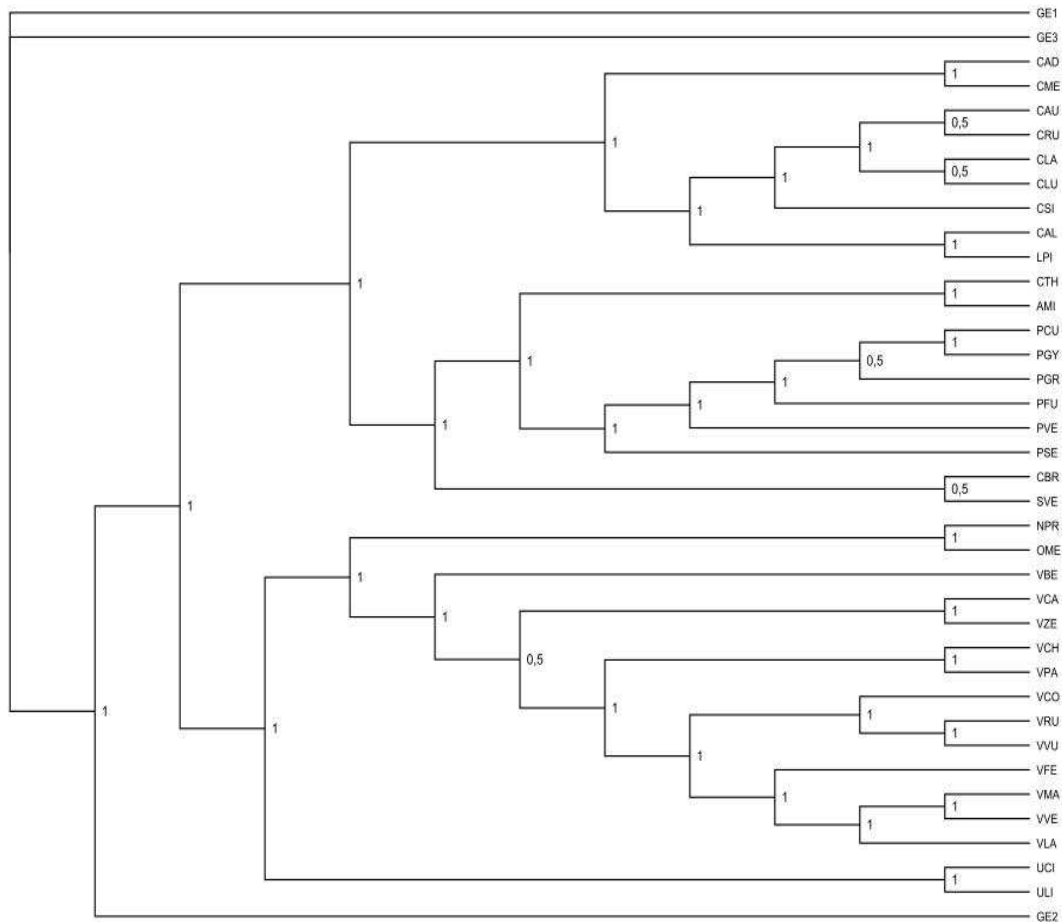 GE1
GE3
CAD
1
CME
CAU
0,5
CRU
1
1
CLA
0,5
CLU
1
CSI
1
CAL
1
LPI
CTH
1
1
AMI
PCU
1
PGY
1
0,5
PGR
1
PFU
1
PVE
1
1
PSE
CBR
0,5
SVE
1
NPR
1
OME
1
VBE
1
VCA
1
VZE
VCH
0,5
1
VPA
VCO
1
1
VRU
1
1
VVU
1
1
VFE
1
VMA
1
VVE
1
VLA
UCI
1
ULI
GE2